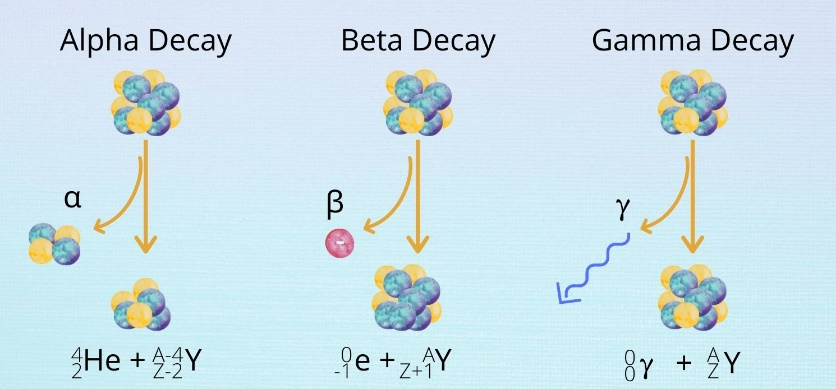 Alpha Decay
Beta Decay
Gamma Decay
α
β
γ
-
⁴₂He + ᴬ⁻⁴Z-2Y
⁰₋₁e + ᴬZ+1Y
⁰₀γ + ᴬZY